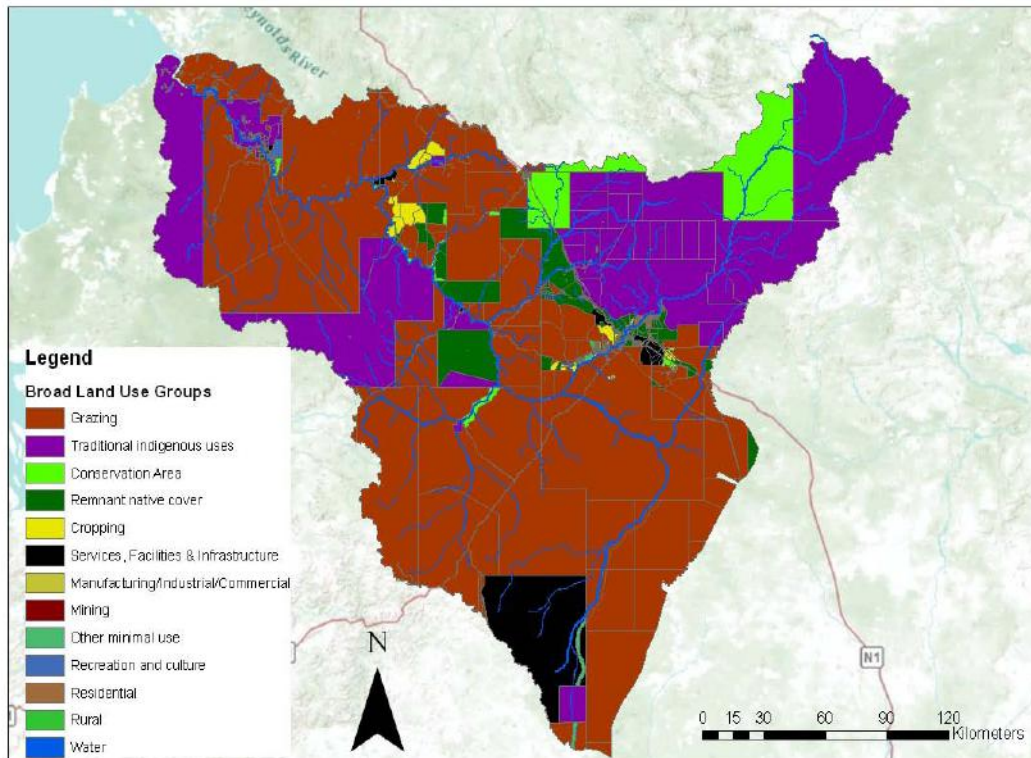 Reynolds River
Legend
Broad Land Use Groups
Grazing
Traditional indigenous uses
Conservation Area
Remnant native cover
Cropping
Services, Facilities & Infrastructure
Manufacturing/Industrial/Commercial
Mining
Other minimal use
Recreation and culture
Residential
Rural
Water
N
N1
0 15 30 60 90 120
Kilometers